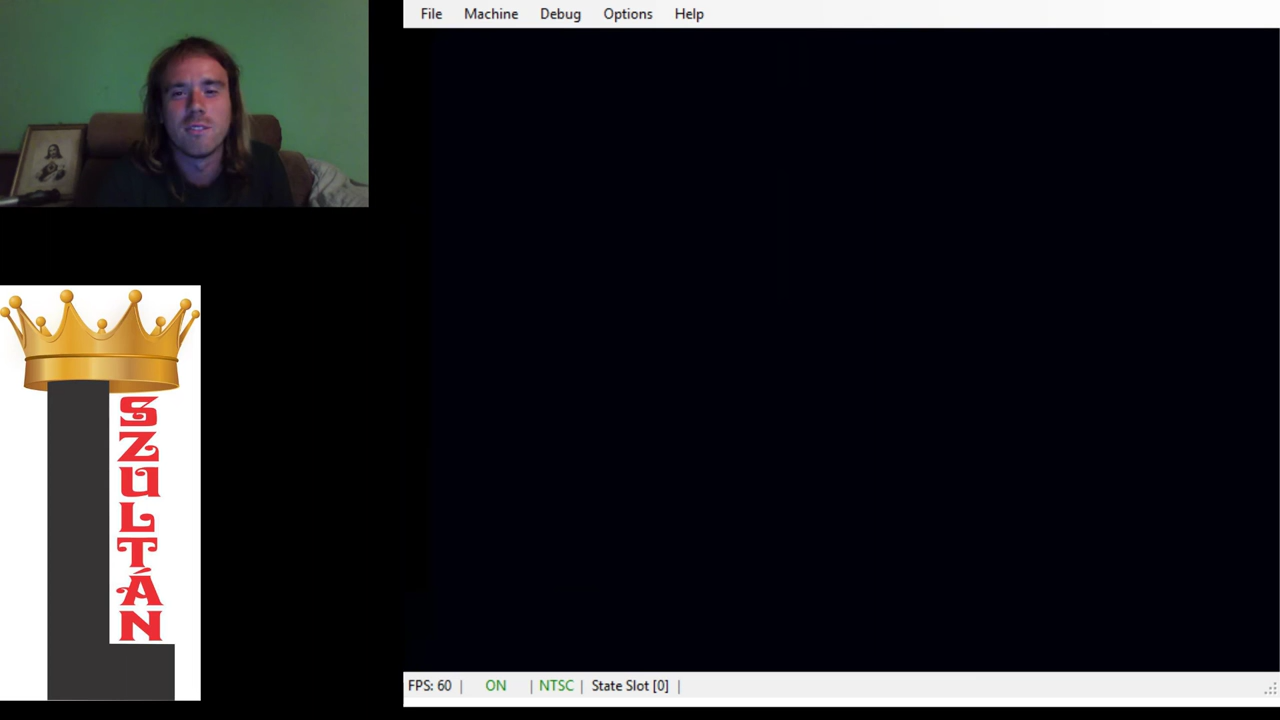 File Machine Debug Options Help
L
SZULTÁN
FPS: 60 | ON | NTSC | State Slot [0] |